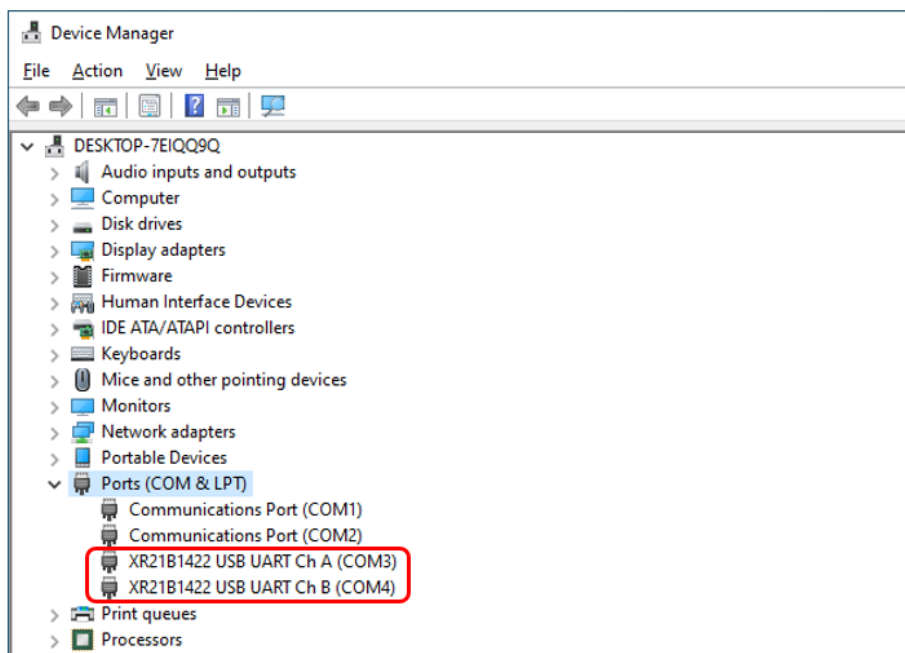 Device Manager
File Action View Help
DESKTOP-7EIQQ9Q
Audio inputs and outputs
Computer
Disk drives
Display adapters
Firmware
Human Interface Devices
IDE ATA/ATAPI controllers
Keyboards
Mice and other pointing devices
Monitors
Network adapters
Portable Devices
Ports (COM & LPT)
Communications Port (COM1)
Communications Port (COM2)
XR21B1422 USB UART Ch A (COM3)
XR21B1422 USB UART Ch B (COM4)
Print queues
Processors